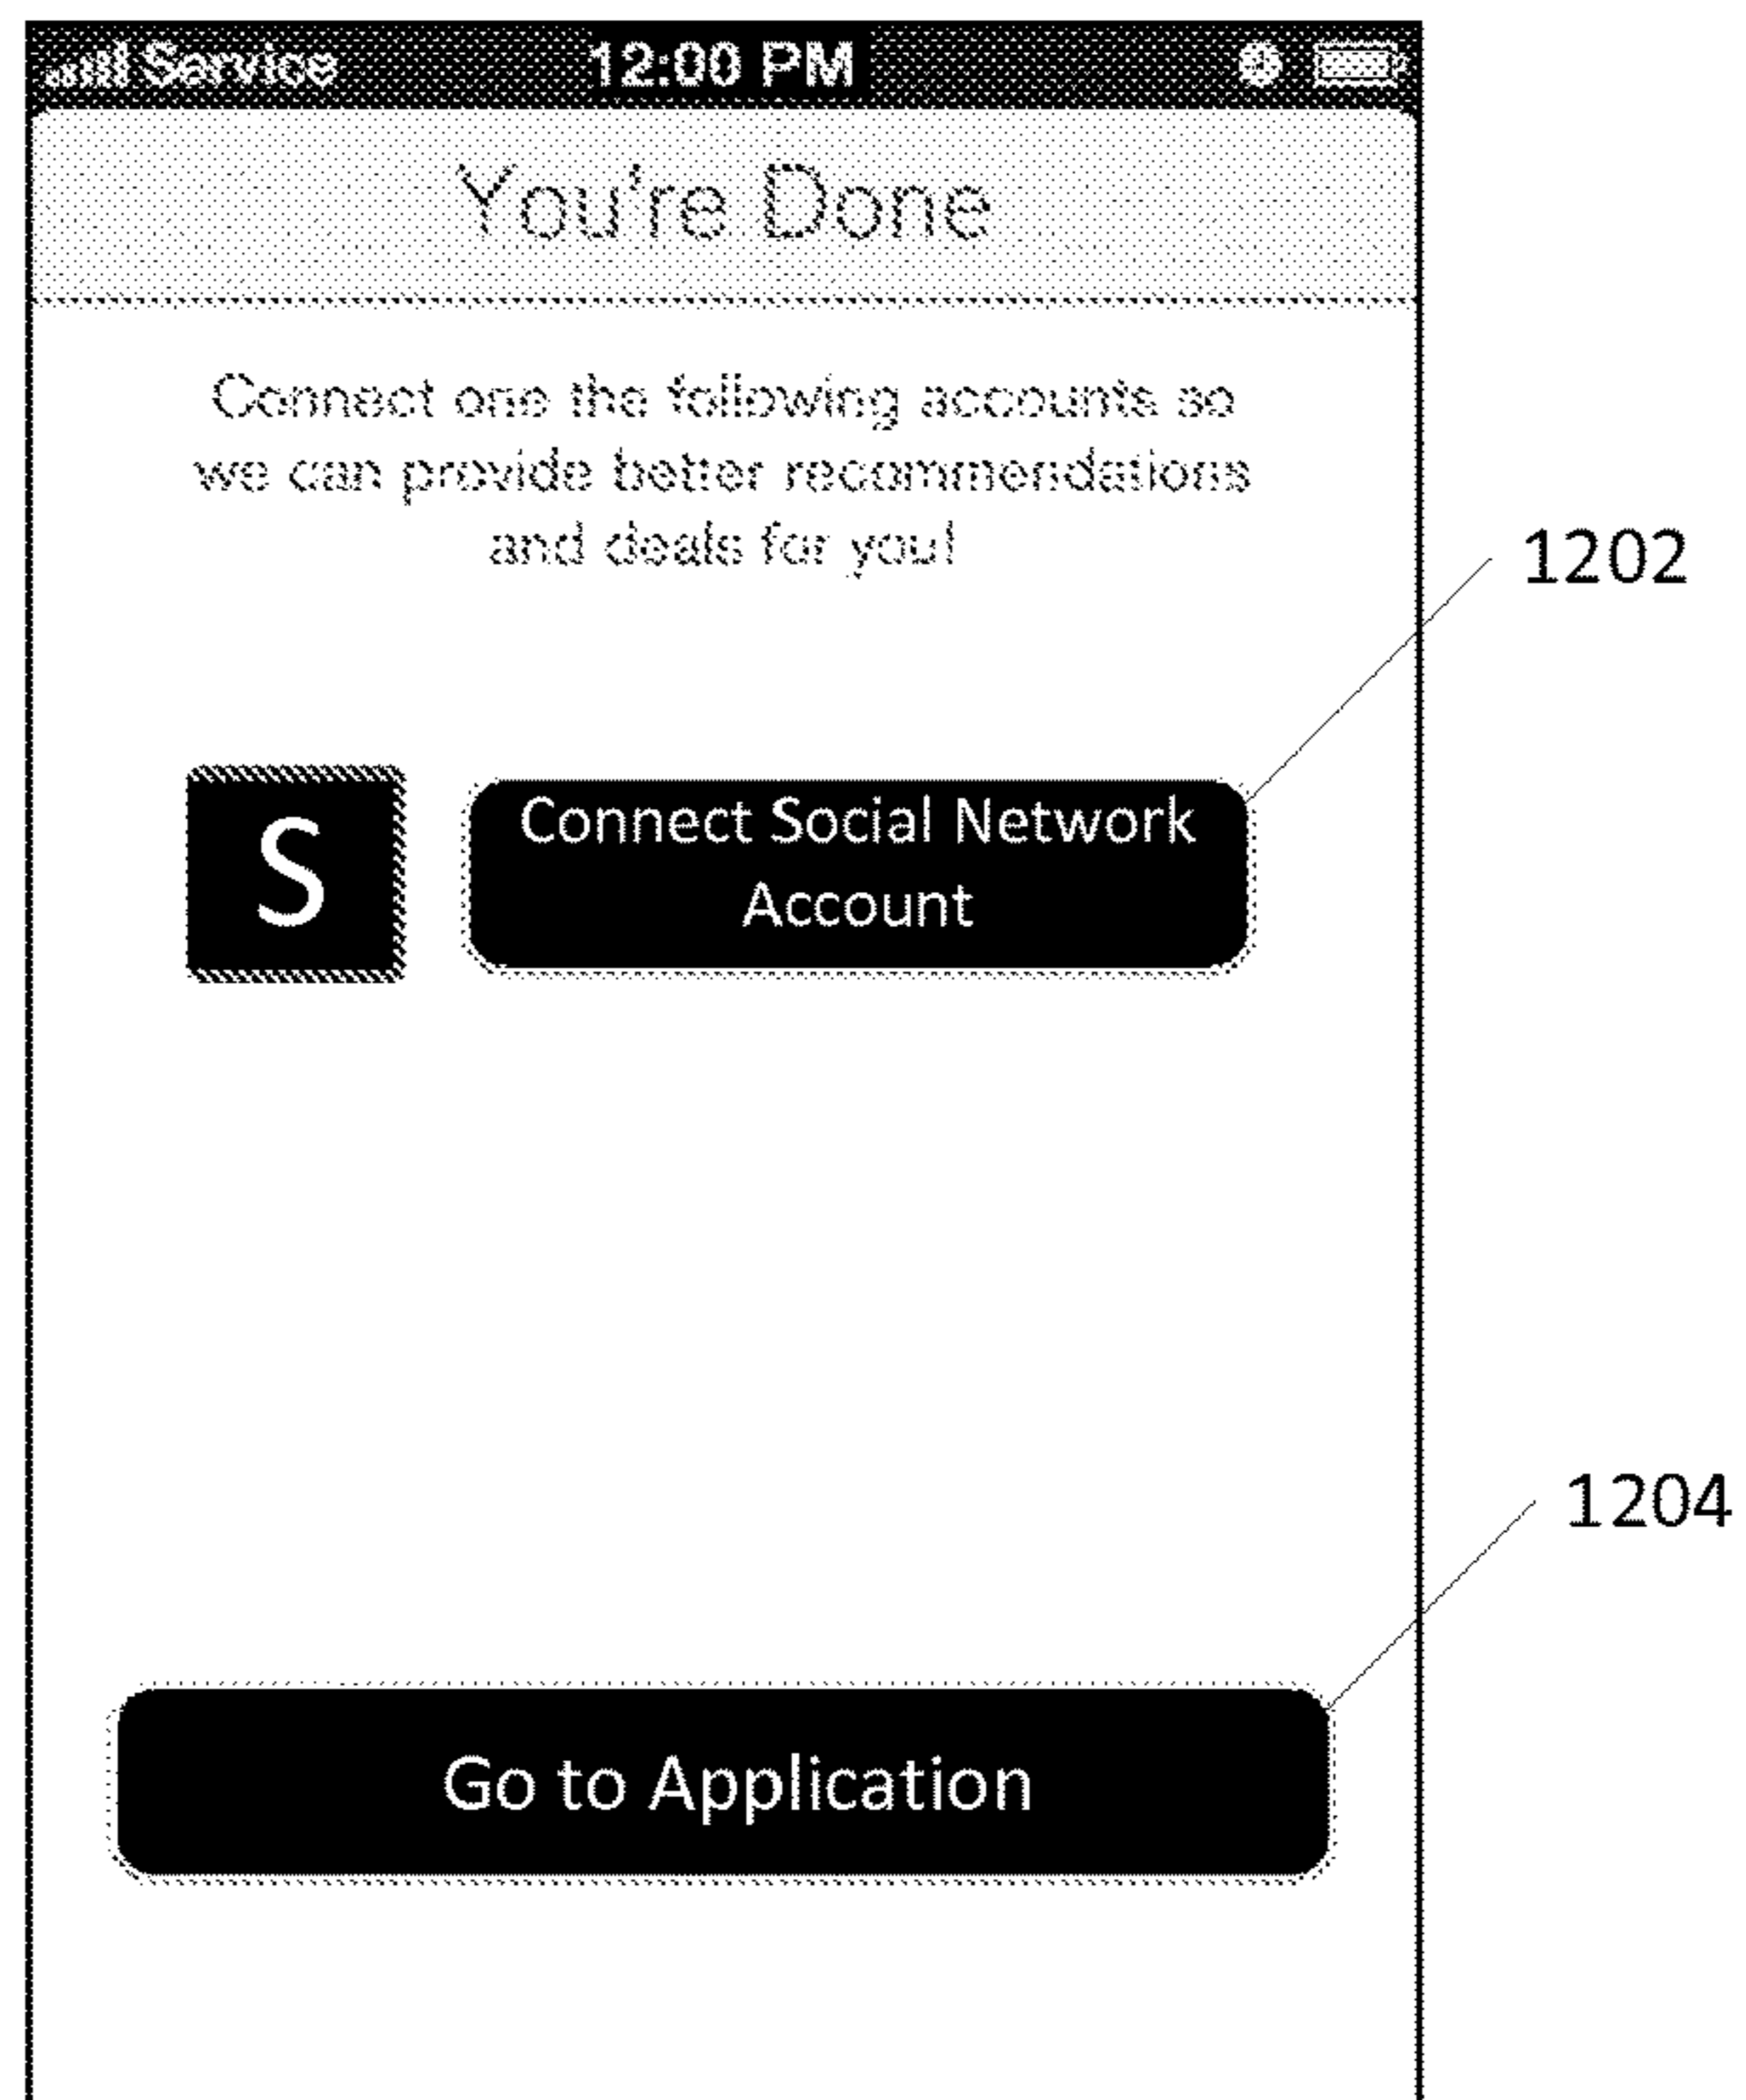 Service 12:00 PM
You're Done
Connect one the following accounts so
we can provide better recommendations
and deals for you!
1202
S
Connect Social Network
Account
1204
Go to Application